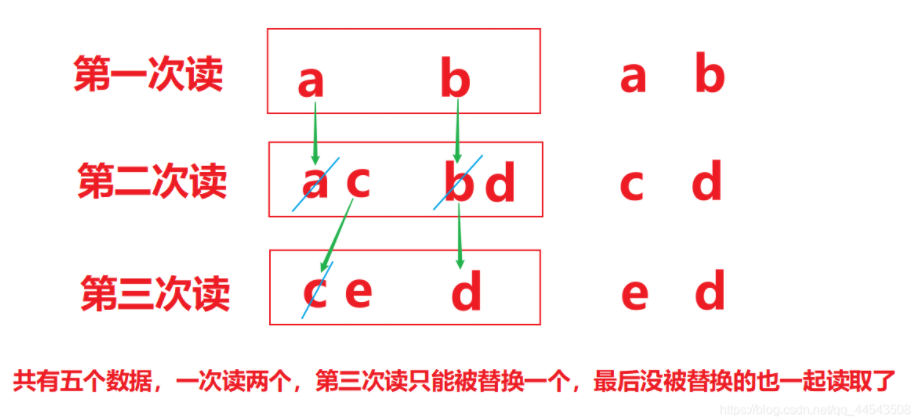 第一次读 a b a b
第二次读 a c b d c d
第三次读 c e d e d
共有五个数据，一次读两个，第三次读只能被替换一个，最后没被替换的也一起读取了
https://blog.csdn.net/qq_44543508